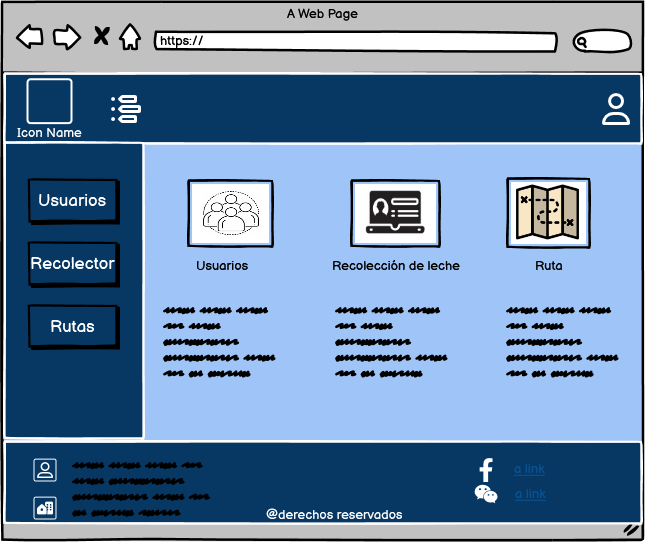 A Web Page
https://
Icon Name
Usuarios
Recolector
Rutas
Usuarios
Recolección de leche
Ruta
a link
a link
@derechos reservados